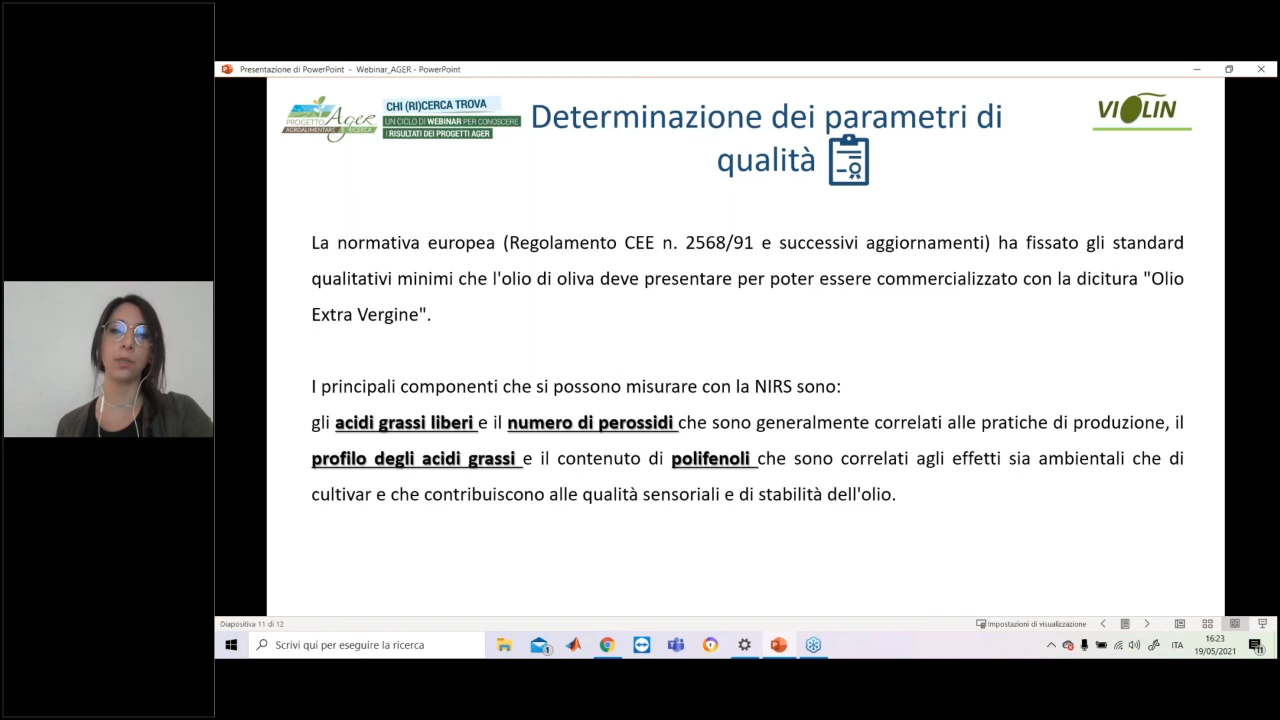 Presentazione di PowerPoint - Webinar_AGER - PowerPoint
PROGETTO Ager
AGROALIMENTARE E RICERCA
CHI (RI)CERCA TROVA
UN CICLO DI WEBINAR PER CONOSCERE
I RISULTATI DEI PROGETTI AGER
Determinazione dei parametri di
qualità
VIOLIN
La normativa europea (Regolamento CEE n. 2568/91 e successivi aggiornamenti) ha fissato gli standard
qualitativi minimi che l'olio di oliva deve presentare per poter essere commercializzato con la dicitura "Olio
Extra Vergine".
I principali componenti che si possono misurare con la NIRS sono:
gli acidi grassi liberi e il numero di perossidi che sono generalmente correlati alle pratiche di produzione, il
profilo degli acidi grassi e il contenuto di polifenoli che sono correlati agli effetti sia ambientali che di
cultivar e che contribuiscono alle qualità sensoriali e di stabilità dell'olio.
Diapositiva 11 di 12
Impostazioni di visualizzazione
Scrivi qui per eseguire la ricerca
1
ITA
16:23
19/05/2021
11